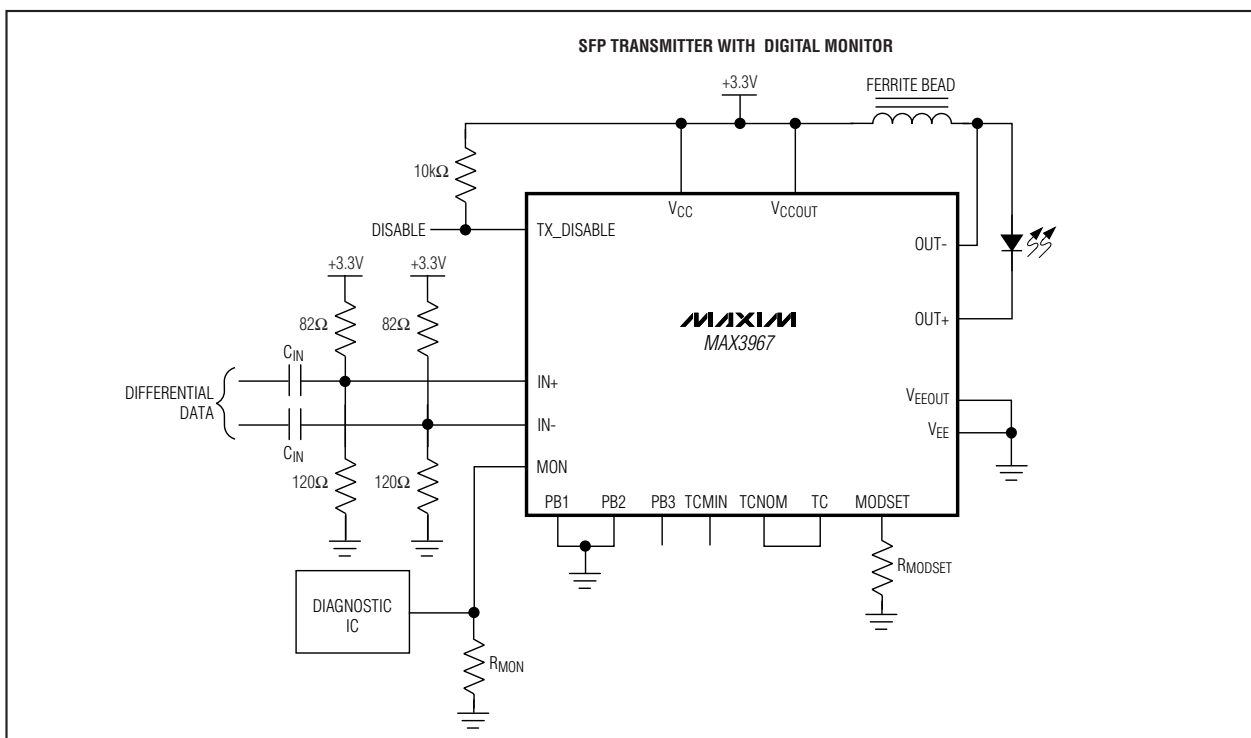 SFP TRANSMITTER WITH DIGITAL MONITOR
+3.3V
FERRITE BEAD
10kΩ
VCC
VCCOUT
DISABLE
TX_DISABLE
OUT-
+3.3V
+3.3V
82Ω
82Ω
MAXIM
MAX3967
OUT+
CIN
DIFFERENTIAL
DATA
IN+
VEEOUT
IN-
VEE
CIN
MON
120Ω
120Ω
PB1
PB2
PB3
TCMIN
TCNOM
TC
MODSET
RMODSET
DIAGNOSTIC
IC
RMON